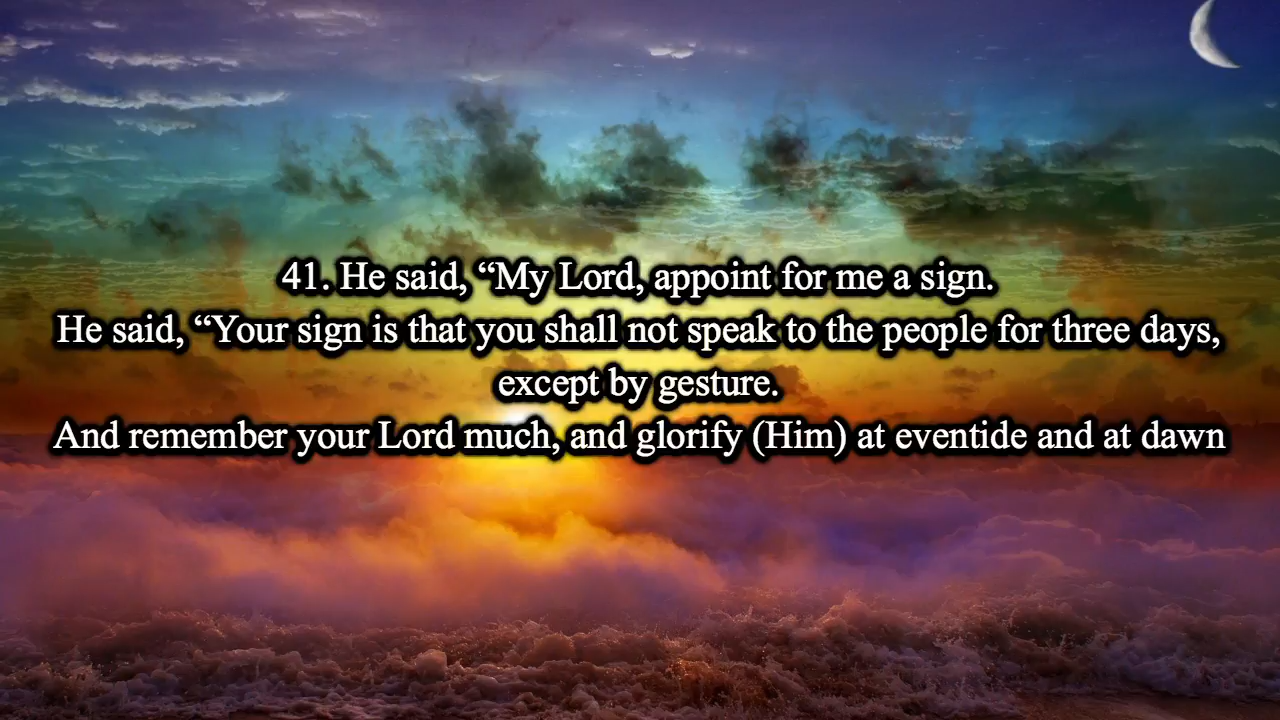 41. He said, “My Lord, appoint for me a sign.
He said, “Your sign is that you shall not speak to the people for three days,
except by gesture.
And remember your Lord much, and glorify (Him) at eventide and at dawn